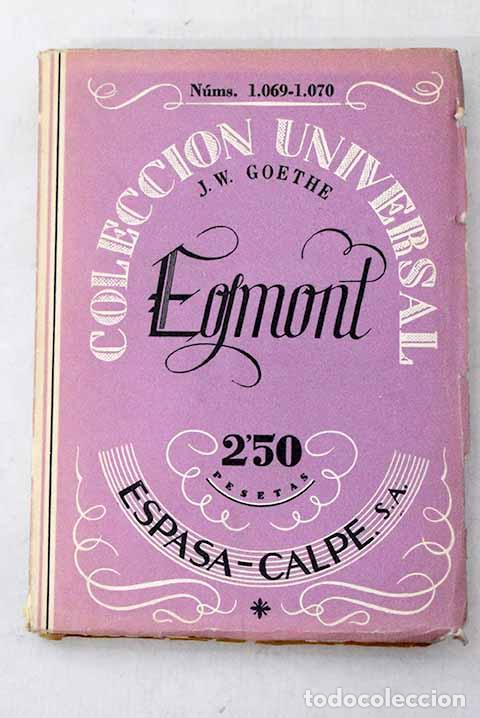 Núms. 1.069-1.070
COLECCION UNIVERSAL
J. W. GOETHE
Egmont
2'50
PESETAS
ESPASA-CALPE. S.A.
todocoleccion